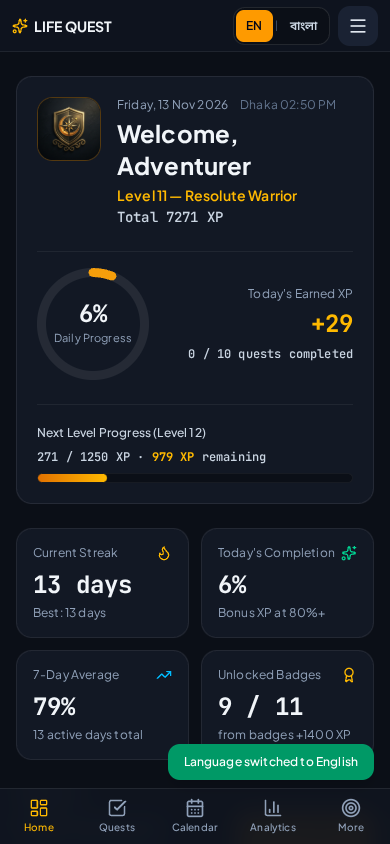 LIFE QUEST
EN
বাংলা
Friday, 13 Nov 2026 Dhaka 02:50 PM
Welcome,
Adventurer
Level 11 — Resolute Warrior
Total 7271 XP
6%
Daily Progress
Today's Earned XP
+29
0 / 10 quests completed
Next Level Progress (Level 12)
271 / 1250 XP · 979 XP remaining
Current Streak
13 days
Best: 13 days
Today's Completion
6%
Bonus XP at 80%+
7-Day Average
79%
13 active days total
Unlocked Badges
9 / 11
from badges +1400 XP
Language switched to English
Home
Quests
Calendar
Analytics
More